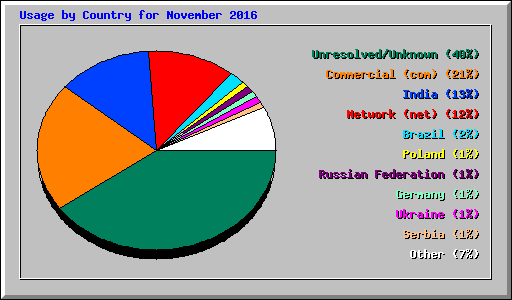 Usage by Country for November 2016
Unresolved/Unknown (40%)
Commercial (com) (21%)
India (13%)
Network (net) (12%)
Brazil (2%)
Poland (1%)
Russian Federation (1%)
Germany (1%)
Ukraine (1%)
Serbia (1%)
Other (7%)